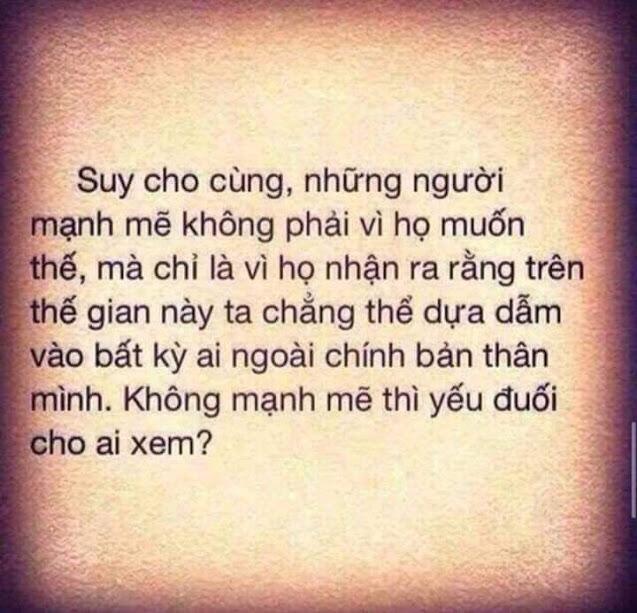 Suy cho cùng, những người
mạnh mẽ không phải vì họ muốn
thế, mà chỉ là vì họ nhận ra rằng trên
thế gian này ta chẳng thể dựa dẫm
vào bất kỳ ai ngoài chính bản thân
mình. Không mạnh mẽ thì yếu đuối
cho ai xem?